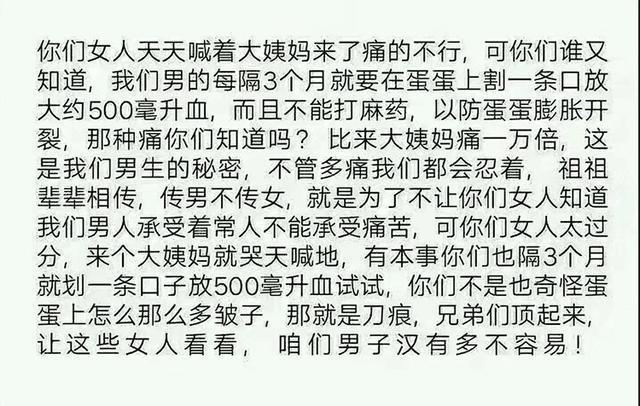 你们女人天天喊着大姨妈来了痛的不行，可你们谁又
知道，我们男的每隔3个月就要在蛋蛋上割一条口放
大约500毫升血，而且不能打麻药，以防蛋蛋膨胀开
裂，那种痛你们知道吗？ 比来大姨妈痛一万倍，这
是我们男生的秘密，不管多痛我们都会忍着， 祖祖
辈辈相传，传男不传女，就是为了不让你们女人知道
我们男人承受着常人不能承受痛苦，可你们女人太过
分，来个大姨妈就哭天喊地，有本事你们也隔3个月
就划一条口子放500毫升血试试，你们不是也奇怪蛋
蛋上怎么那么多皱子，那就是刀痕，兄弟们顶起来，
让这些女人看看， 咱们男子汉有多不容易！